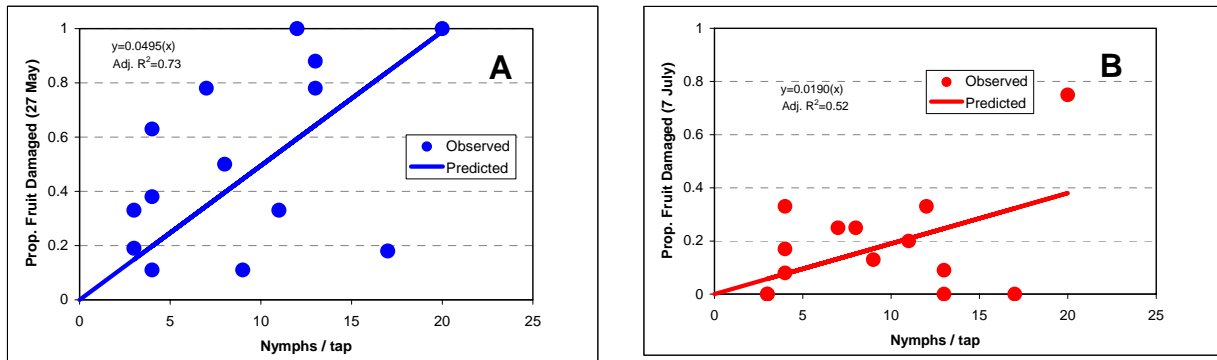 Prop. Fruit Damaged (27 May)
1
0.8
0.6
0.4
0.2
0
y=0.0495(x)
Adj. R²=0.73
A
Observed
Predicted
0 5 10 15 20 25
Nymphs / tap
Prop. Fruit Damaged (7 July)
1
0.8
0.6
0.4
0.2
0
y=0.0190(x)
Adj. R²=0.52
B
Observed
Predicted
0 5 10 15 20 25
Nymphs / tap